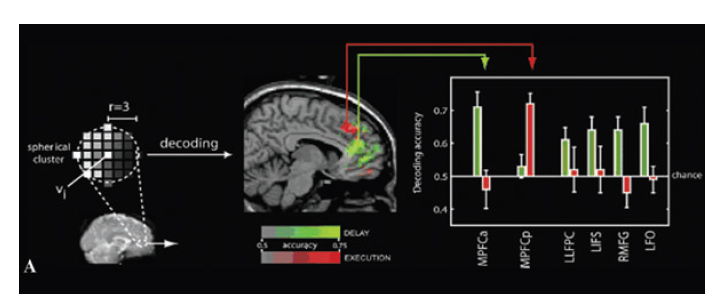 r=3
spherical
cluster
decoding
vi
A
DELAY
0.5 accuracy 0.75
EXECUTION
Decoding accuracy
0.7
0.6
0.5
0.4
chance
MPFCa
MPFCp
LLFPC
LIFS
RMFG
LFO